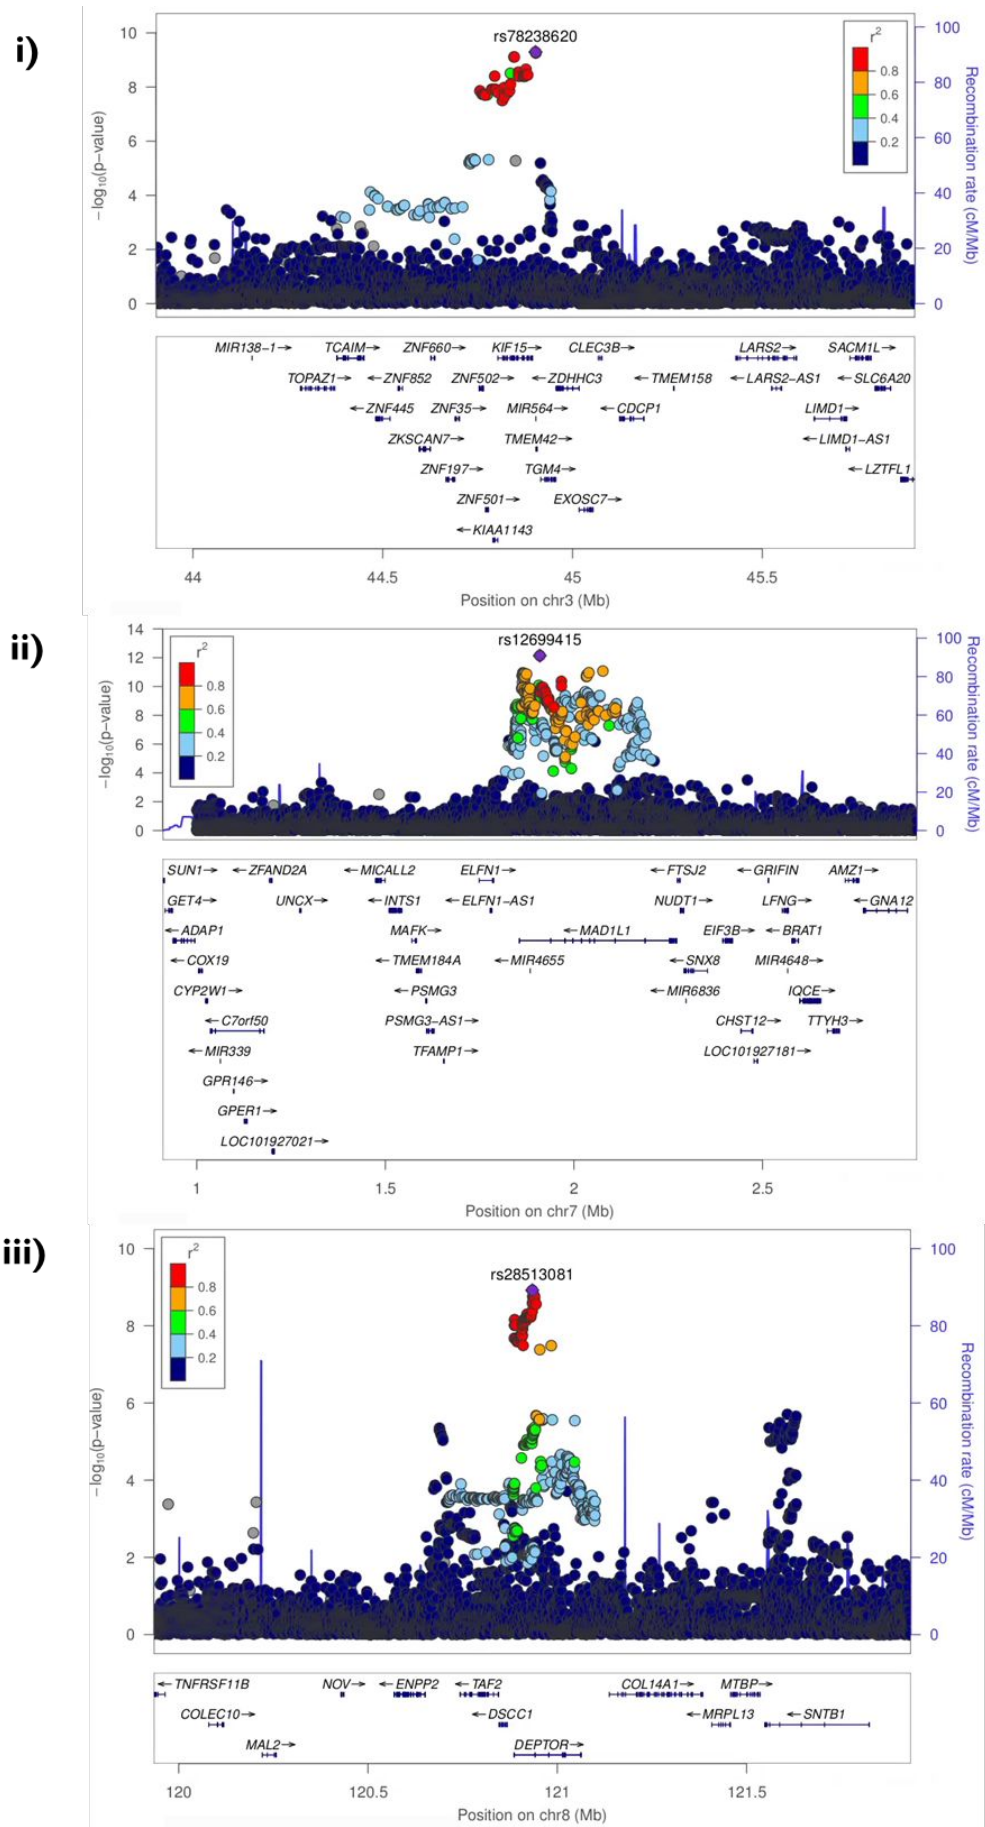 i)
rs78238620
r2
0.8
0.6
0.4
0.2
10
8
6
4
2
0
−log10(p−value)
100
80
60
40
20
0
Recombination rate (cM/Mb)
MIR138−1→ TCAIM→ ZNF660→ KIF15→ CLEC3B→ LARS2→ SACM1L→
TOPAZ1→ ←ZNF852 ZNF502→ ←ZDHHC3 ←TMEM158 ←LARS2−AS1 ←SLC6A20
←ZNF445 ZNF35→ MIR564→ ←CDCP1 LIMD1→
ZKSCAN7→ TMEM42→ ←LIMD1−AS1
ZNF197→ TGM4→ ←LZTFL1
ZNF501→ EXOSC7→
←KIAA1143
44 44.5 45 45.5
Position on chr3 (Mb)
ii)
rs12699415
r2
0.8
0.6
0.4
0.2
14
12
10
8
6
4
2
0
−log10(p−value)
100
80
60
40
20
0
Recombination rate (cM/Mb)
SUN1→ ←ZFAND2A ←MICALL2 ELFN1→ ←FTSJ2 ←GRIFIN AMZ1→
GET4→ UNCX→ ←INTS1 ←ELFN1−AS1 NUDT1→ LFNG→ ←GNA12
←ADAP1 MAFK→ ←MAD1L1 EIF3B→ ←BRAT1
←COX19 ←TMEM184A ←MIR4655 ←SNX8 MIR4648→
CYP2W1→ ←PSMG3 ←MIR6836 IQCE→
←C7orf50 PSMG3−AS1→ CHST12→ TTYH3→
←MIR339 TFAMP1→ LOC101927181→
GPR146→
GPER1→
LOC101927021→
1 1.5 2 2.5
Position on chr7 (Mb)
iii)
rs28513081
r2
0.8
0.6
0.4
0.2
10
8
6
4
2
0
−log10(p−value)
100
80
60
40
20
0
Recombination rate (cM/Mb)
←TNFRSF11B NOV→ ←ENPP2 ←TAF2 COL14A1→ MTBP→
COLEC10→ ←DSCC1 ←MRPL13 ←SNTB1
MAL2→ DEPTOR→
120 120.5 121 121.5
Position on chr8 (Mb)